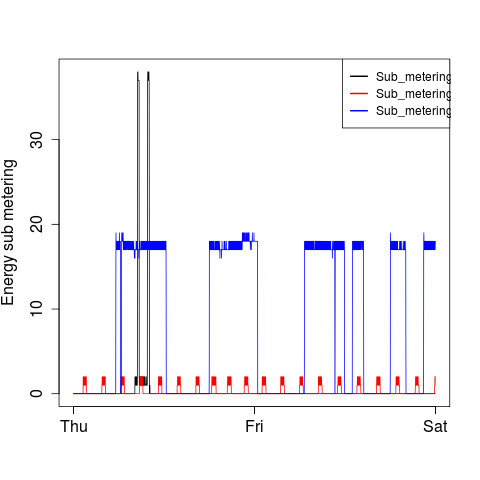 Energy sub metering
0
10
20
30
Thu
Fri
Sat
Sub_metering
Sub_metering
Sub_metering